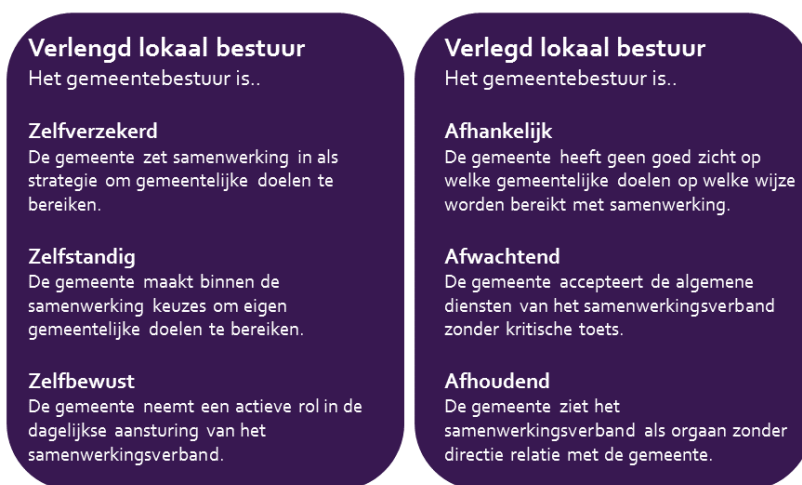 Verlengd lokaal bestuur
Het gemeentebestuur is..
Zelfverzekerd
De gemeente zet samenwerking in als
strategie om gemeentelijke doelen te
bereiken.
Zelfstandig
De gemeente maakt binnen de
samenwerking keuzes om eigen
gemeentelijke doelen te bereiken.
Zelfbewust
De gemeente neemt een actieve rol in de
dagelijkse aansturing van het
samenwerkingsverband.
Verlegd lokaal bestuur
Het gemeentebestuur is..
Afhankelijk
De gemeente heeft geen goed zicht op
welke gemeentelijke doelen op welke wijze
worden bereikt met samenwerking.
Afwachtend
De gemeente accepteert de algemene
diensten van het samenwerkingsverband
zonder kritische toets.
Afhoudend
De gemeente ziet het
samenwerkingsverband als orgaan zonder
directie relatie met de gemeente.